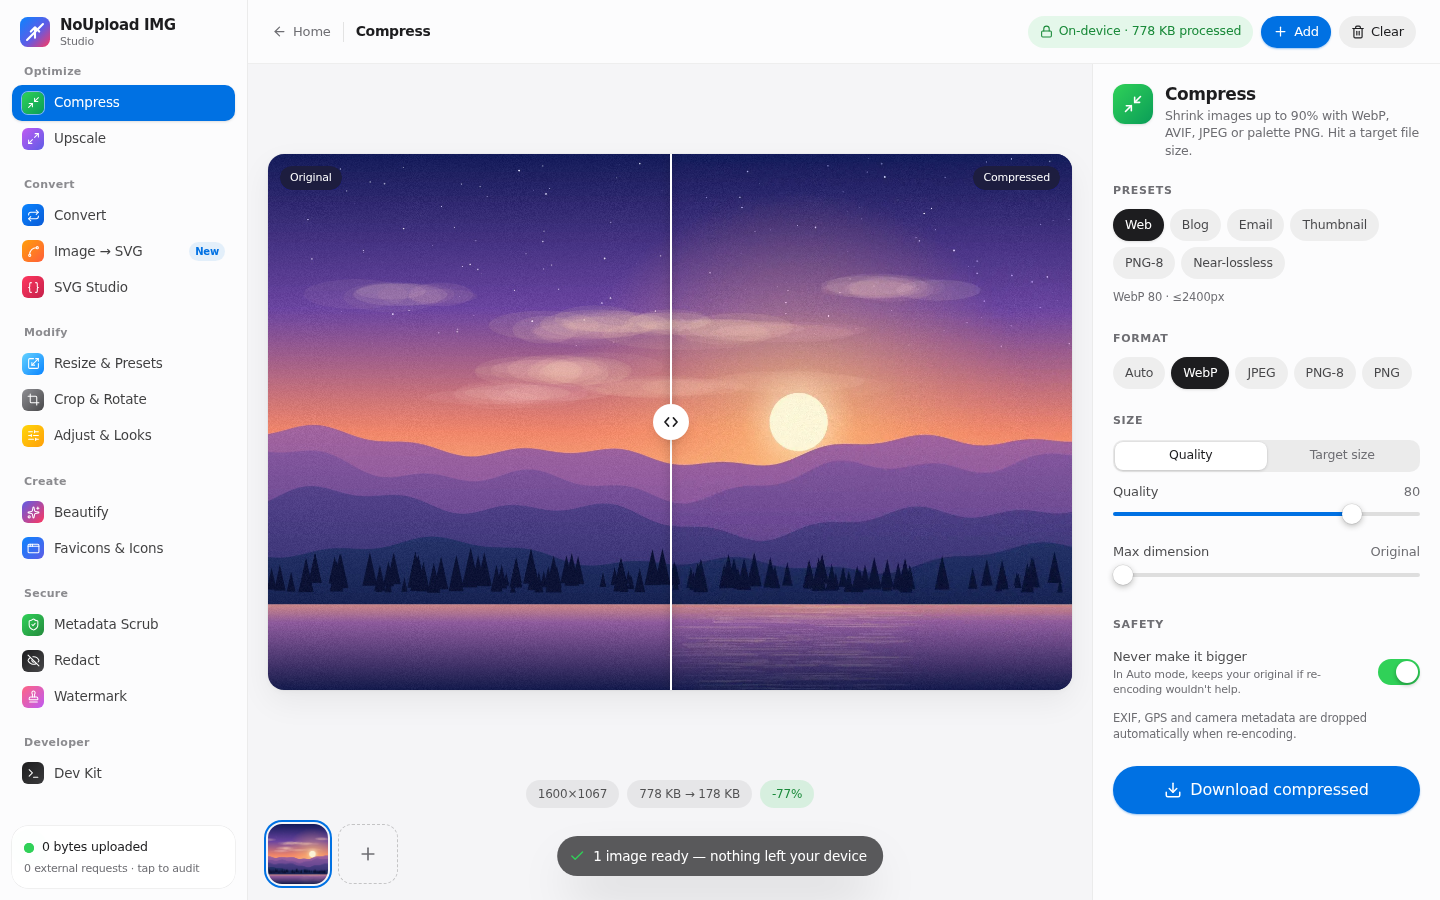 NoUpload IMG
Studio
Optimize
Compress
Upscale
Convert
Convert
Image → SVG
New
SVG Studio
Modify
Resize & Presets
Crop & Rotate
Adjust & Looks
Create
Beautify
Favicons & Icons
Secure
Metadata Scrub
Redact
Watermark
Developer
Dev Kit
0 bytes uploaded
0 external requests · tap to audit
Home
Compress
On-device · 778 KB processed
Add
Clear
Original
Compressed
1600×1067
778 KB → 178 KB
-77%
1 image ready — nothing left your device
Compress
Shrink images up to 90% with WebP,
AVIF, JPEG or palette PNG. Hit a target file
size.
PRESETS
Web
Blog
Email
Thumbnail
PNG-8
Near-lossless
WebP 80 · ≤2400px
FORMAT
Auto
WebP
JPEG
PNG-8
PNG
SIZE
Quality
Target size
Quality
80
Max dimension
Original
SAFETY
Never make it bigger
In Auto mode, keeps your original if re-
encoding wouldn't help.
EXIF, GPS and camera metadata are dropped
automatically when re-encoding.
Download compressed